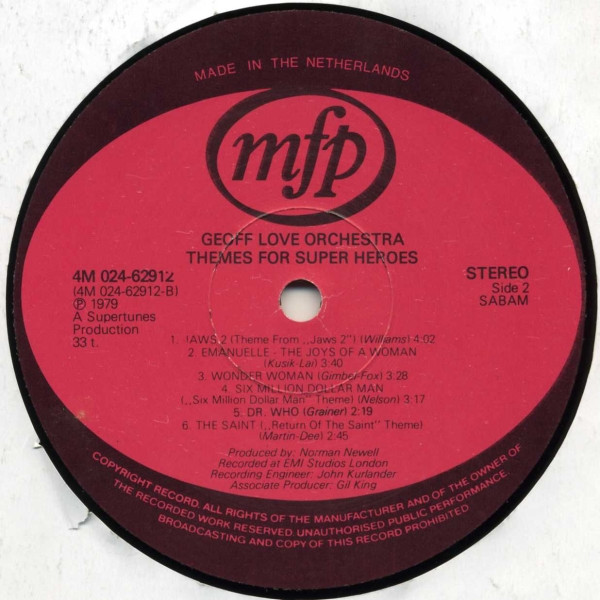 MADE IN THE NETHERLANDS
mfp
GEOFF LOVE ORCHESTRA
THEMES FOR SUPER HEROES
4M 024-62912
(4M 024-62912-B)
Ⓟ 1979
A Supertunes
Production
33 t.
STEREO
Side 2
SABAM
1. JAWS 2 (Theme From ,,Jaws 2") (Williams) 4:02
2. EMANUELLE - THE JOYS OF A WOMAN
(Kusik-Lai) 3:40
3. WONDER WOMAN (Gimber-Fox) 3:28
4. SIX MILLION DOLLAR MAN
(,,Six Million Dollar Man" Theme) (Nelson) 3:17
5. DR. WHO (Grainer) 2:19
6. THE SAINT (,,Return Of The Saint" Theme)
(Martin-Dee) 2:45
Produced by: Norman Newell
Recorded at EMI Studios London
Recording Engineer: John Kurlander
Associate Producer: Gil King
COPYRIGHT RECORD. ALL RIGHTS OF THE MANUFACTURER AND OF THE OWNER OF
THE RECORDED WORK RESERVED. UNAUTHORISED PUBLIC PERFORMANCE.
BROADCASTING AND COPY OF THIS RECORD PROHIBITED